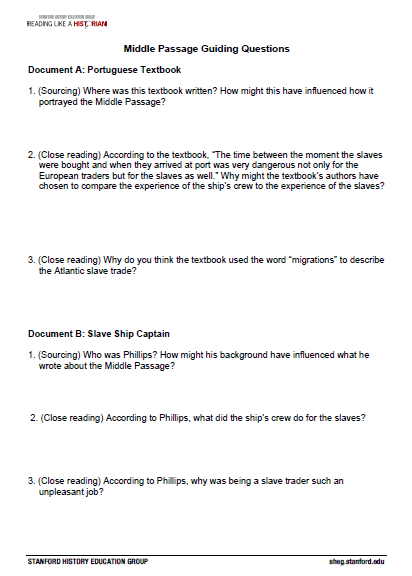 STANFORD HISTORY EDUCATION GROUP
READING LIKE A HISTORIAN
Middle Passage Guiding Questions
Document A: Portuguese Textbook
1. (Sourcing) Where was this textbook written? How might this have influenced how it
portrayed the Middle Passage?
2. (Close reading) According to the textbook, “The time between the moment the slaves
were bought and when they arrived at port was very dangerous not only for the
European traders but for the slaves as well.” Why might the textbook’s authors have
chosen to compare the experience of the ship’s crew to the experience of the slaves?
3. (Close reading) Why do you think the textbook used the word “migrations” to describe
the Atlantic slave trade?
Document B: Slave Ship Captain
1. (Sourcing) Who was Phillips? How might his background have influenced what he
wrote about the Middle Passage?
2. (Close reading) According to Phillips, what did the ship’s crew do for the slaves?
3. (Close reading) According to Phillips, why was being a slave trader such an
unpleasant job?
STANFORD HISTORY EDUCATION GROUP sheg.stanford.edu